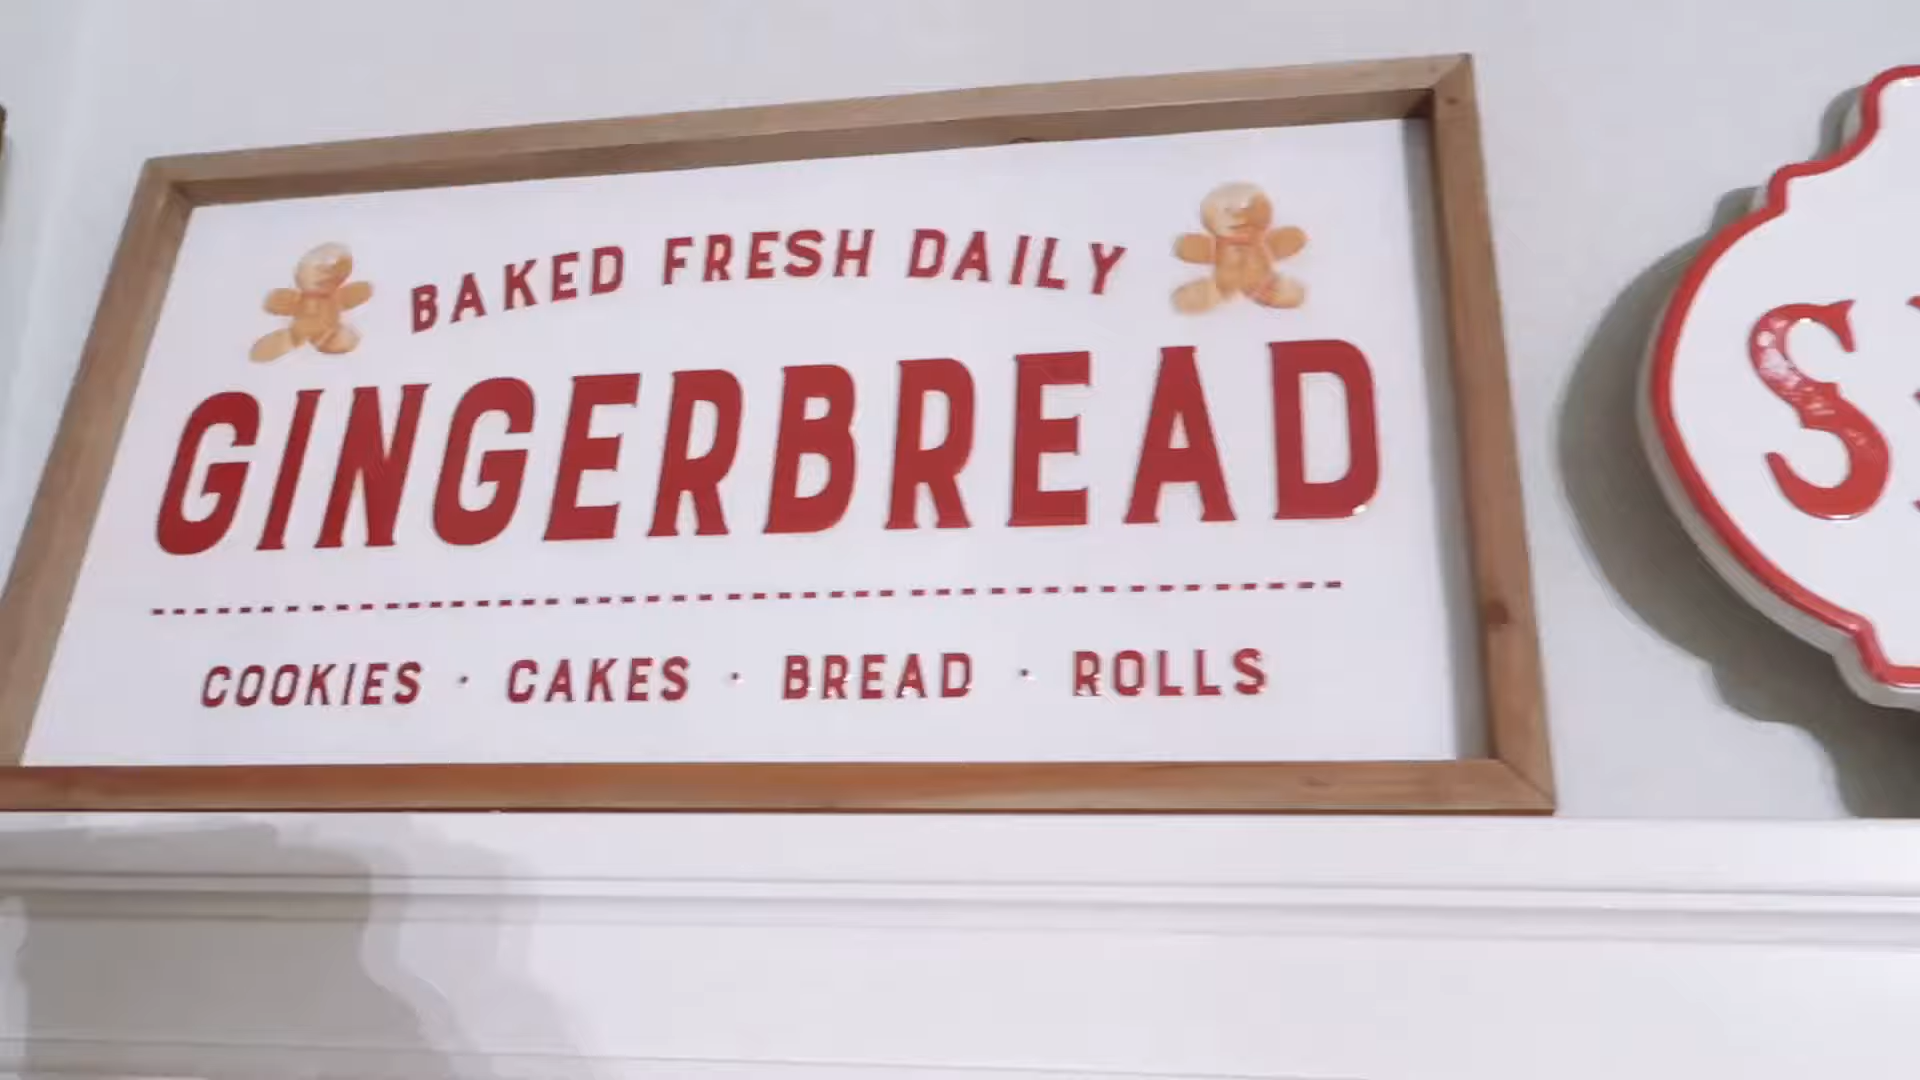 BAKED FRESH DAILY
GINGERBREAD
COOKIES · CAKES · BREAD · ROLLS